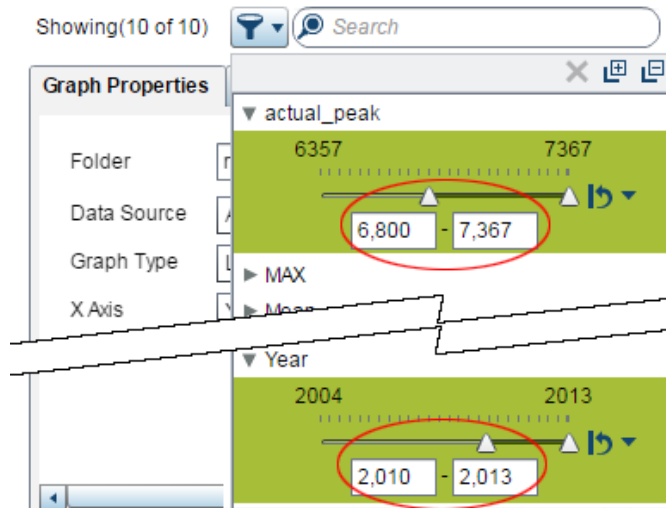 Showing(10 of 10)
Search
Graph Properties
actual_peak
6357 7367
Folder
6,800 - 7,367
Data Source
Graph Type
MAX
X Axis
Mean
Year
2004 2013
2,010 - 2,013